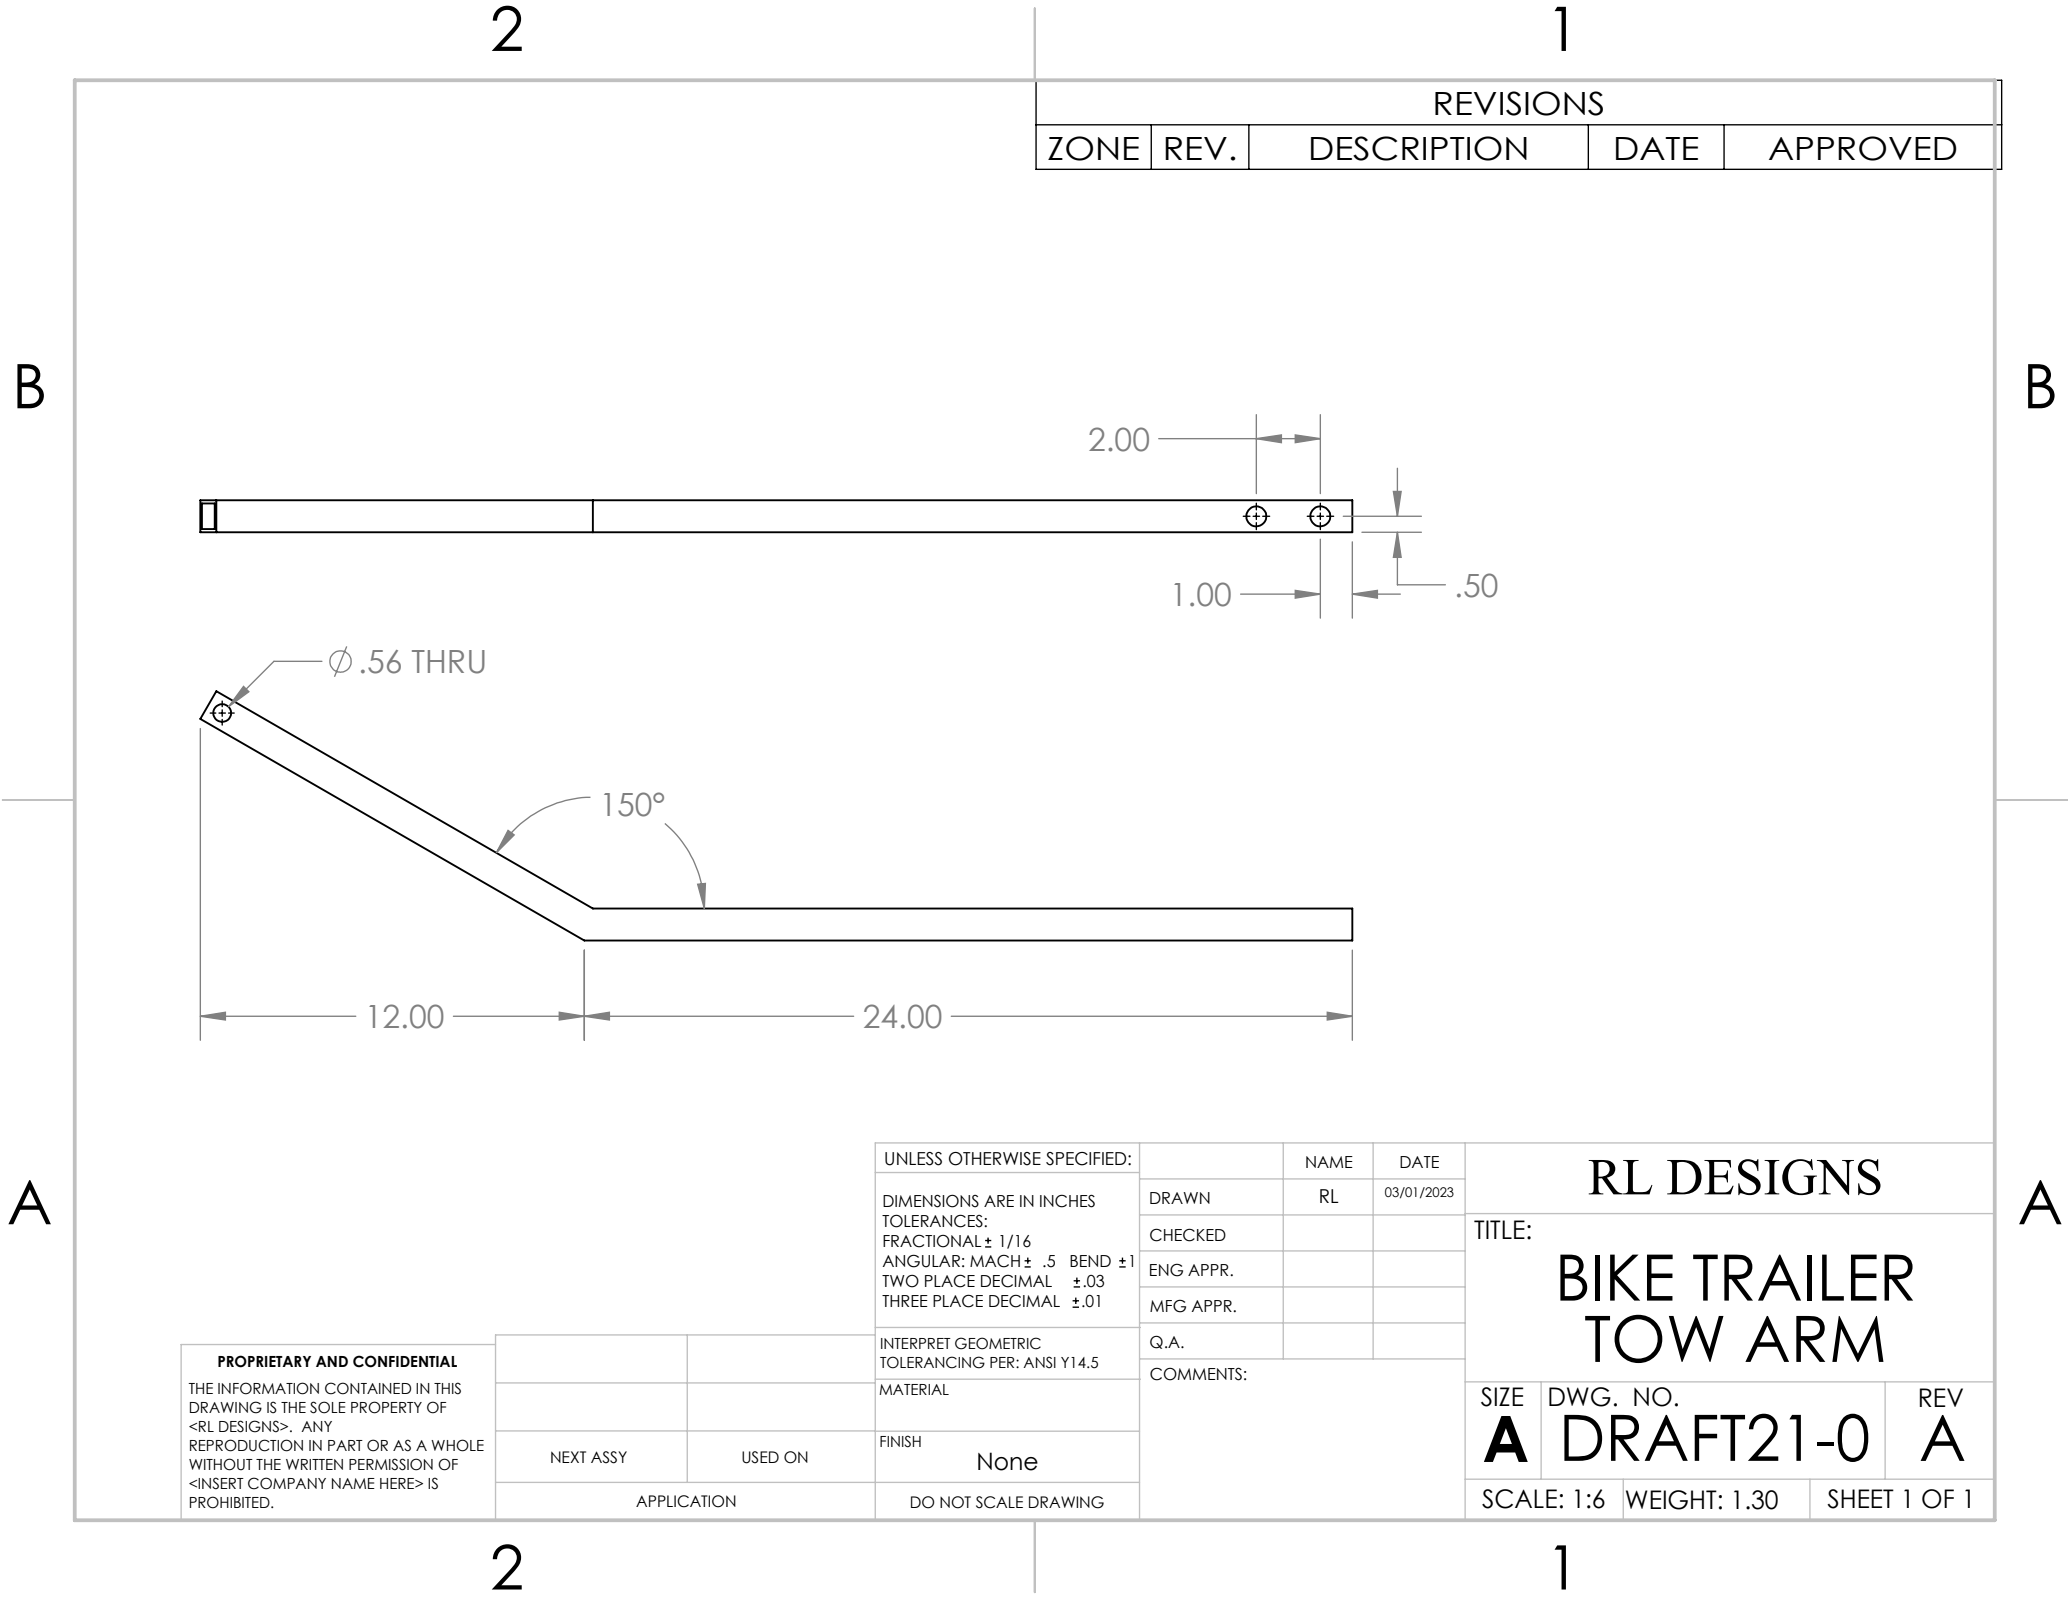 2 1
REVISIONS
ZONE REV. DESCRIPTION DATE APPROVED
B B
2.00
1.00
.50
⌀ .56 THRU
150°
12.00 24.00
A A
UNLESS OTHERWISE SPECIFIED:
DIMENSIONS ARE IN INCHES
TOLERANCES:
FRACTIONAL ± 1/16
ANGULAR: MACH ± .5 BEND ±1
TWO PLACE DECIMAL ±.03
THREE PLACE DECIMAL ±.01
INTERPRET GEOMETRIC
TOLERANCING PER: ANSI Y14.5
MATERIAL
FINISH
None
DO NOT SCALE DRAWING
NAME DATE
DRAWN RL 03/01/2023
CHECKED
ENG APPR.
MFG APPR.
Q.A.
COMMENTS:
RL DESIGNS
TITLE:
BIKE TRAILER
TOW ARM
SIZE DWG. NO. REV
A DRAFT21-0 A
SCALE: 1:6 WEIGHT: 1.30 SHEET 1 OF 1
PROPRIETARY AND CONFIDENTIAL
THE INFORMATION CONTAINED IN THIS
DRAWING IS THE SOLE PROPERTY OF
<RL DESIGNS>. ANY
REPRODUCTION IN PART OR AS A WHOLE
WITHOUT THE WRITTEN PERMISSION OF
<INSERT COMPANY NAME HERE> IS
PROHIBITED.
NEXT ASSY USED ON
APPLICATION
2 1